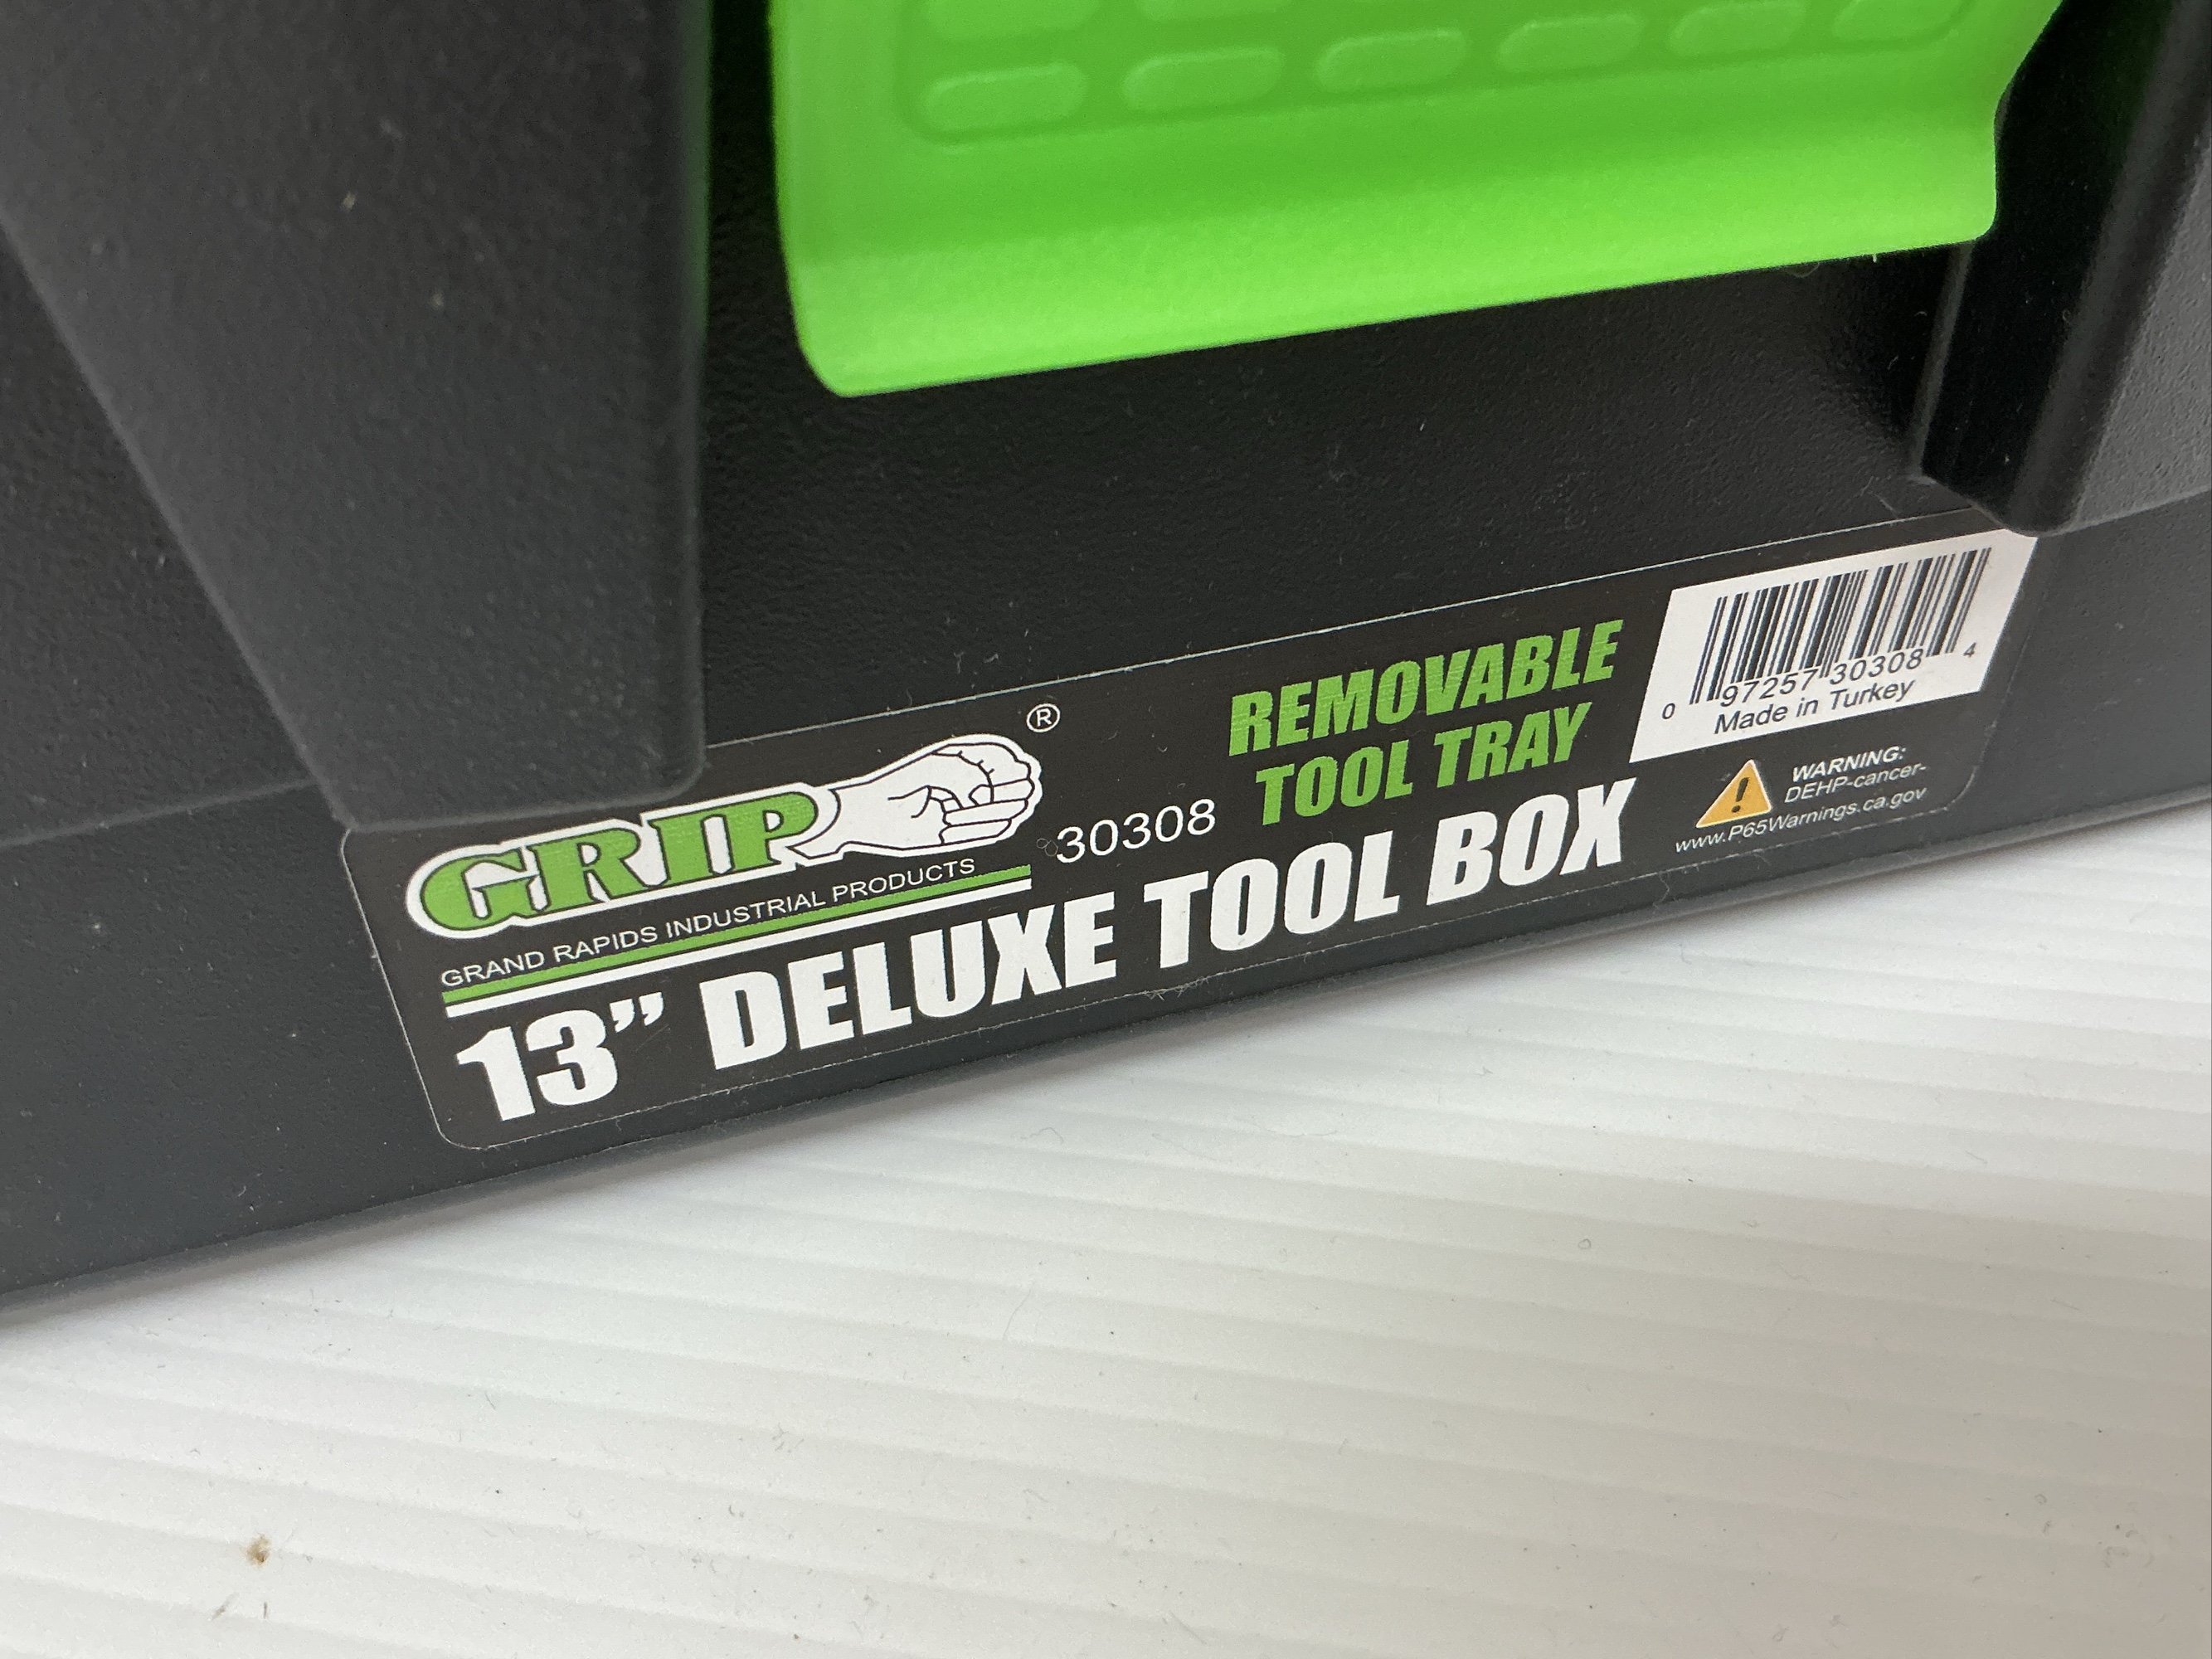 ®
GRIP
GRAND RAPIDS INDUSTRIAL PRODUCTS
30308
REMOVABLE
TOOL TRAY
13” DELUXE TOOL BOX
0 97257 30308 4
Made in Turkey
WARNING:
DEHP-cancer-
www.P65Warnings.ca.gov